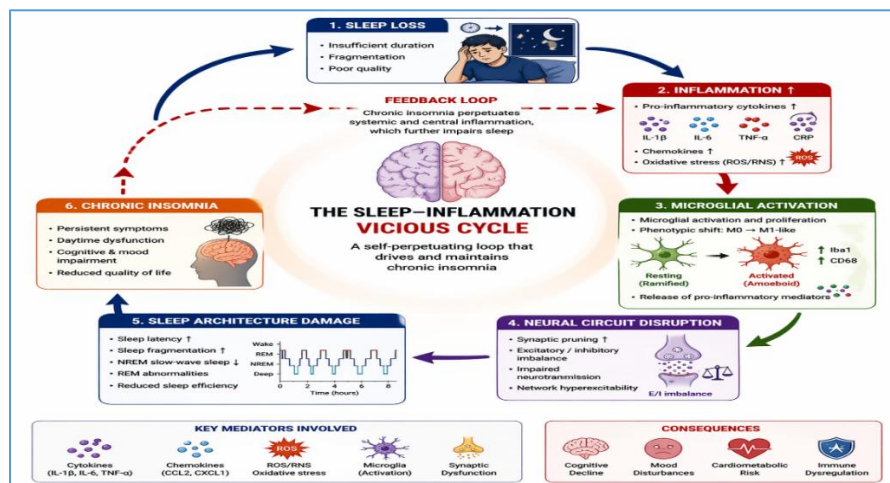 1. SLEEP LOSS
• Insufficient duration
• Fragmentation
• Poor quality
FEEDBACK LOOP
Chronic insomnia perpetuates
systemic and central inflammation,
which further impairs sleep
2. INFLAMMATION ↑
• Pro-inflammatory cytokines ↑
IL-1β IL-6 TNF-α CRP
• Chemokines ↑
• Oxidative stress (ROS/RNS) ↑
ROS
3. MICROGLIAL ACTIVATION
• Microglial activation and proliferation
• Phenotypic shift: M0 → M1-like
↑ Iba1
↑ CD68
Resting
(Ramified)
Activated
(Amoeboid)
• Release of pro-inflammatory mediators
THE SLEEP–INFLAMMATION
VICIOUS CYCLE
A self-perpetuating loop that
drives and maintains
chronic insomnia
4. NEURAL CIRCUIT DISRUPTION
• Synaptic pruning ↑
• Excitatory / inhibitory
imbalance
• Impaired
neurotransmission
• Network hyperexcitability
E/I imbalance
5. SLEEP ARCHITECTURE DAMAGE
• Sleep latency ↑
• Sleep fragmentation ↑
• NREM slow-wave sleep ↓
• REM abnormalities
• Reduced sleep efficiency
Wake
REM
NREM
Deep
0 2 4 6 8
Time (hours)
6. CHRONIC INSOMNIA
• Persistent symptoms
• Daytime dysfunction
• Cognitive & mood
impairment
• Reduced quality of life
KEY MEDIATORS INVOLVED
Cytokines
(IL-1β, IL-6, TNF-α)
Chemokines
(CCL2, CXCL1)
ROS
ROS/RNS
Oxidative stress
Microglia
(Activation)
Synaptic
Dysfunction
CONSEQUENCES
Cognitive
Decline
Mood
Disturbances
Cardiometabolic
Risk
Immune
Dysregulation